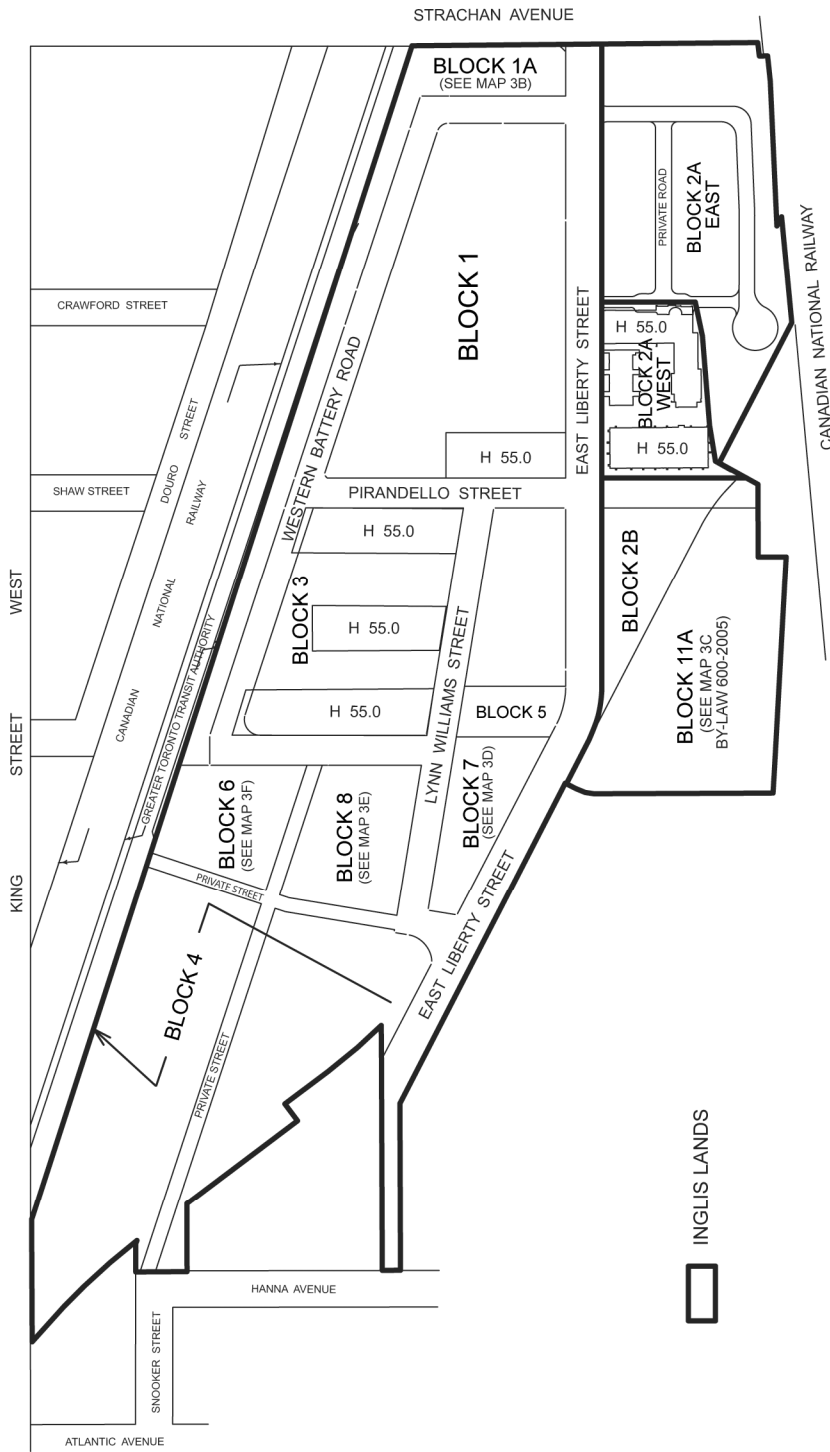 STRACHAN AVENUE
BLOCK 1A
(SEE MAP 3B)
CRAWFORD STREET
PRIVATE ROAD
BLOCK 2A
EAST
CANADIAN NATIONAL RAILWAY
BLOCK 1
H 55.0
BLOCK 2A
WEST
H 55.0
EAST LIBERTY STREET
WESTERN BATTERY ROAD
DOURO STREET
CANADIAN NATIONAL RAILWAY
SHAW STREET
H 55.0
PIRANDELLO STREET
H 55.0
BLOCK 3
H 55.0
H 55.0
LYNN WILLIAMS STREET
BLOCK 5
BLOCK 2B
BLOCK 11A
(SEE MAP 3C
BY-LAW 600-2005)
KING STREET WEST
GREATER TORONTO TRANSIT AUTHORITY
BLOCK 6
(SEE MAP 3F)
BLOCK 8
(SEE MAP 3E)
BLOCK 7
(SEE MAP 3D)
PRIVATE STREET
EAST LIBERTY STREET
BLOCK 4
PRIVATE STREET
INGLIS LANDS
HANNA AVENUE
SNOOKER STREET
ATLANTIC AVENUE